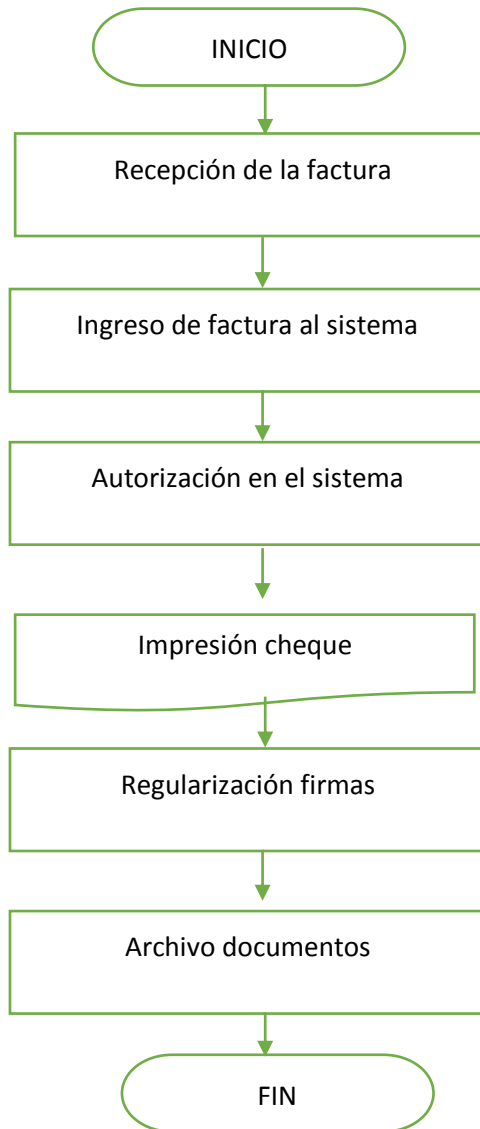 INICIO
Recepción de la factura
Ingreso de factura al sistema
Autorización en el sistema
Impresión cheque
Regularización firmas
Archivo documentos
FIN